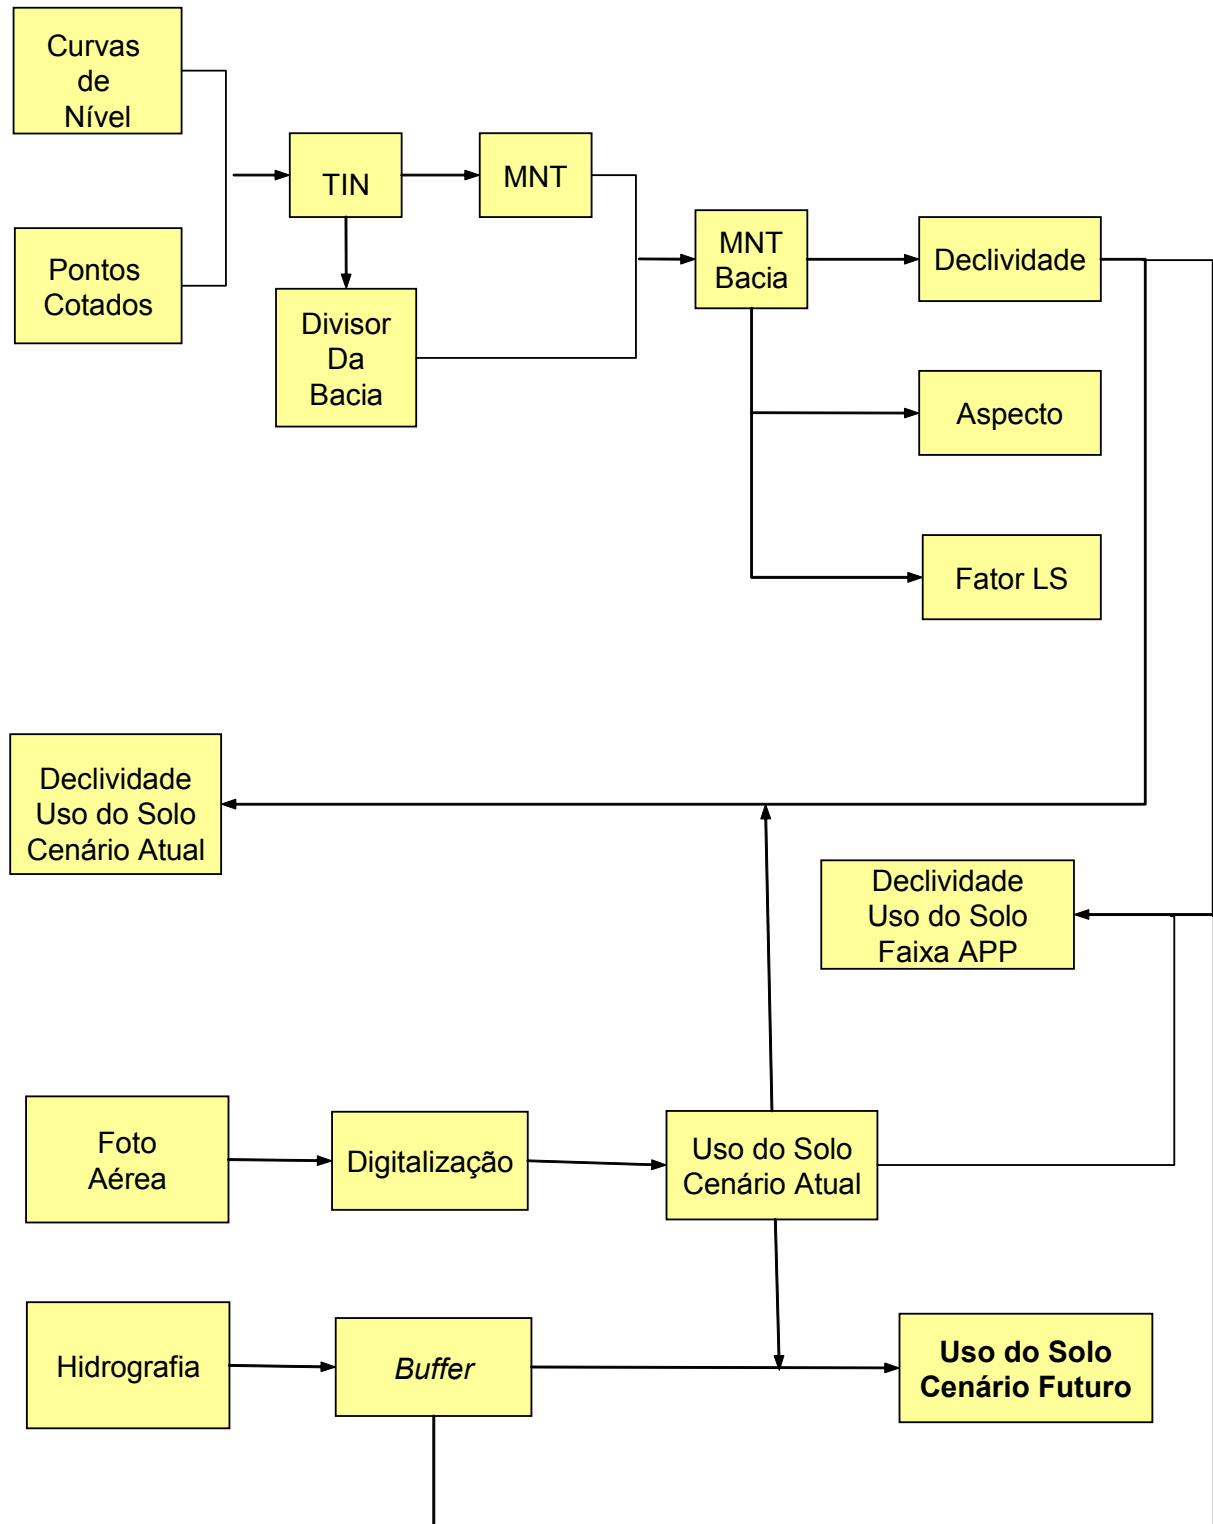 Curvas
de
Nível
Pontos
Cotados
TIN
MNT
Divisor
Da
Bacia
MNT
Bacia
Declividade
Aspecto
Fator LS
Declividade
Uso do Solo
Cenário Atual
Declividade
Uso do Solo
Faixa APP
Foto
Aérea
Digitalização
Uso do Solo
Cenário Atual
Hidrografia
Buffer
Uso do Solo
Cenário Futuro